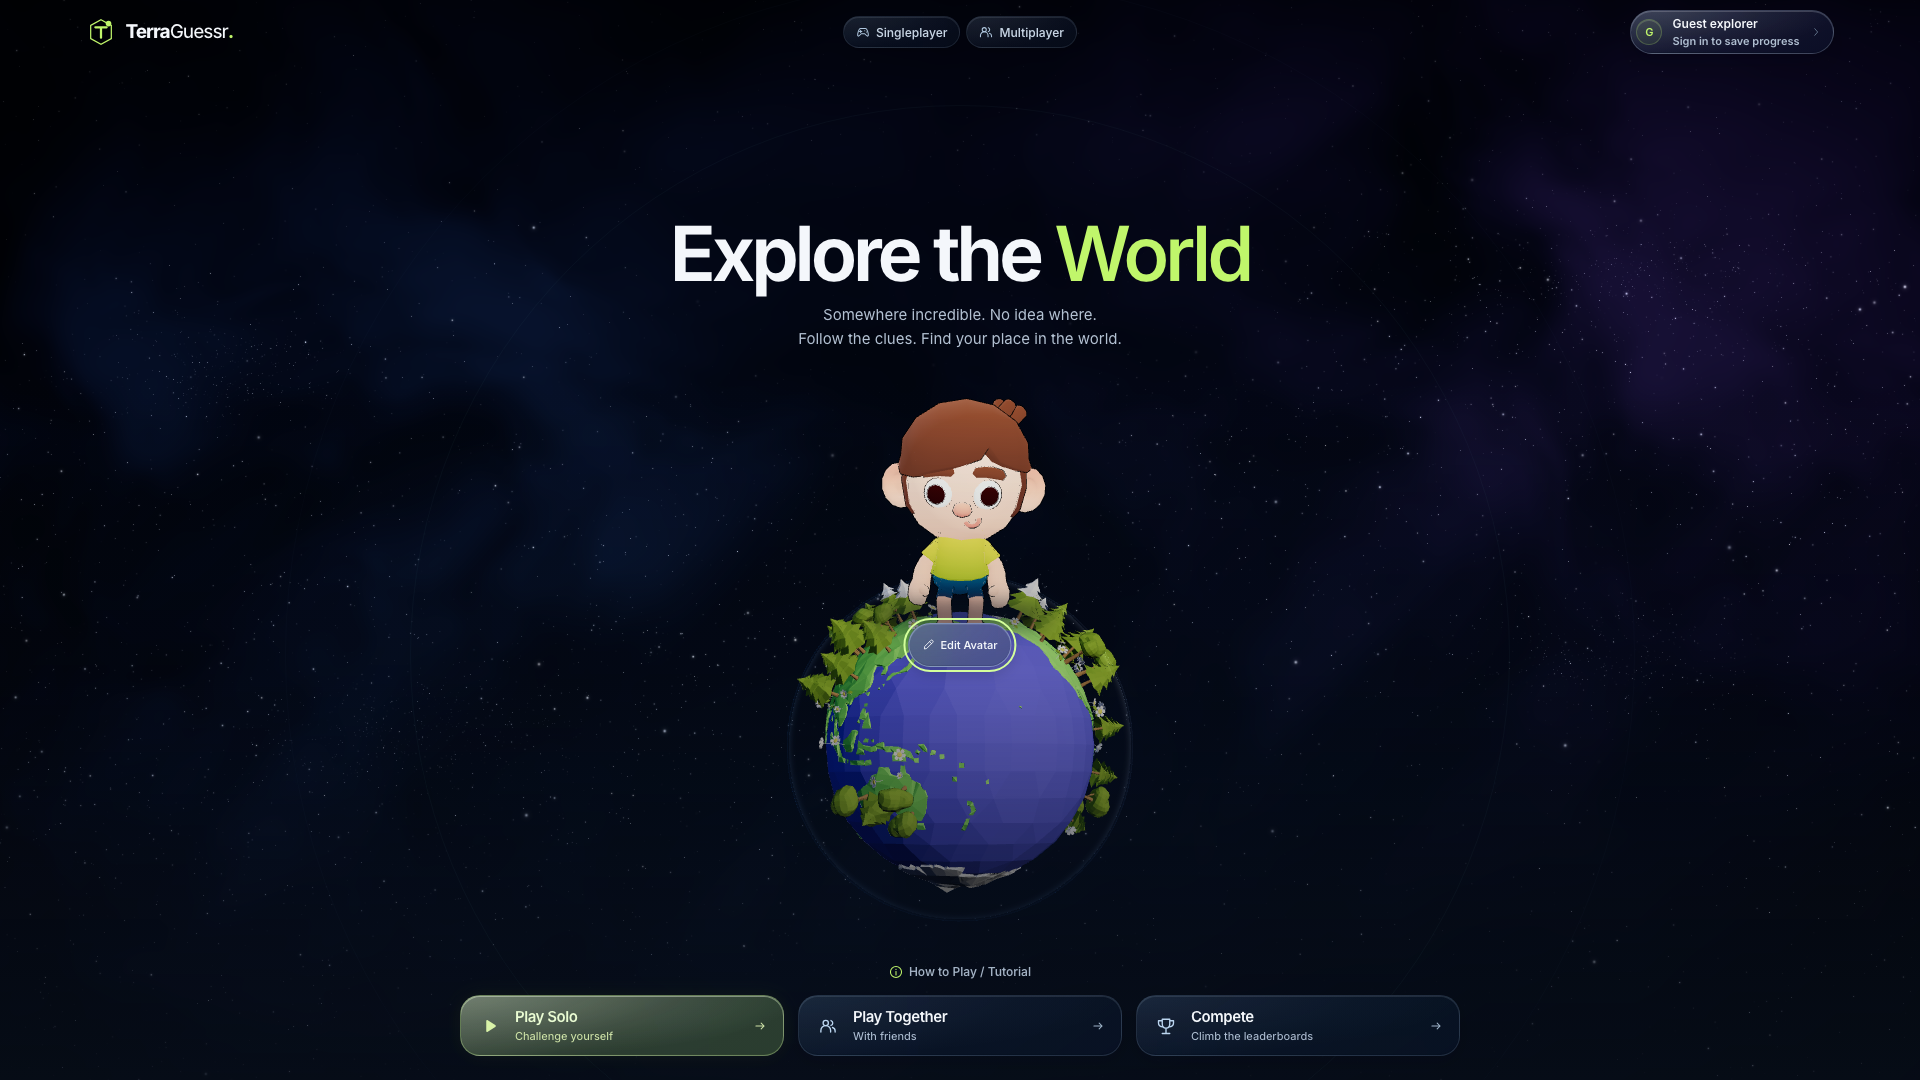 TerraGuessr.
Singleplayer
Multiplayer
G
Guest explorer
Sign in to save progress
Explore the World
Somewhere incredible. No idea where.
Follow the clues. Find your place in the world.
Edit Avatar
How to Play / Tutorial
Play Solo
Challenge yourself
Play Together
With friends
Compete
Climb the leaderboards